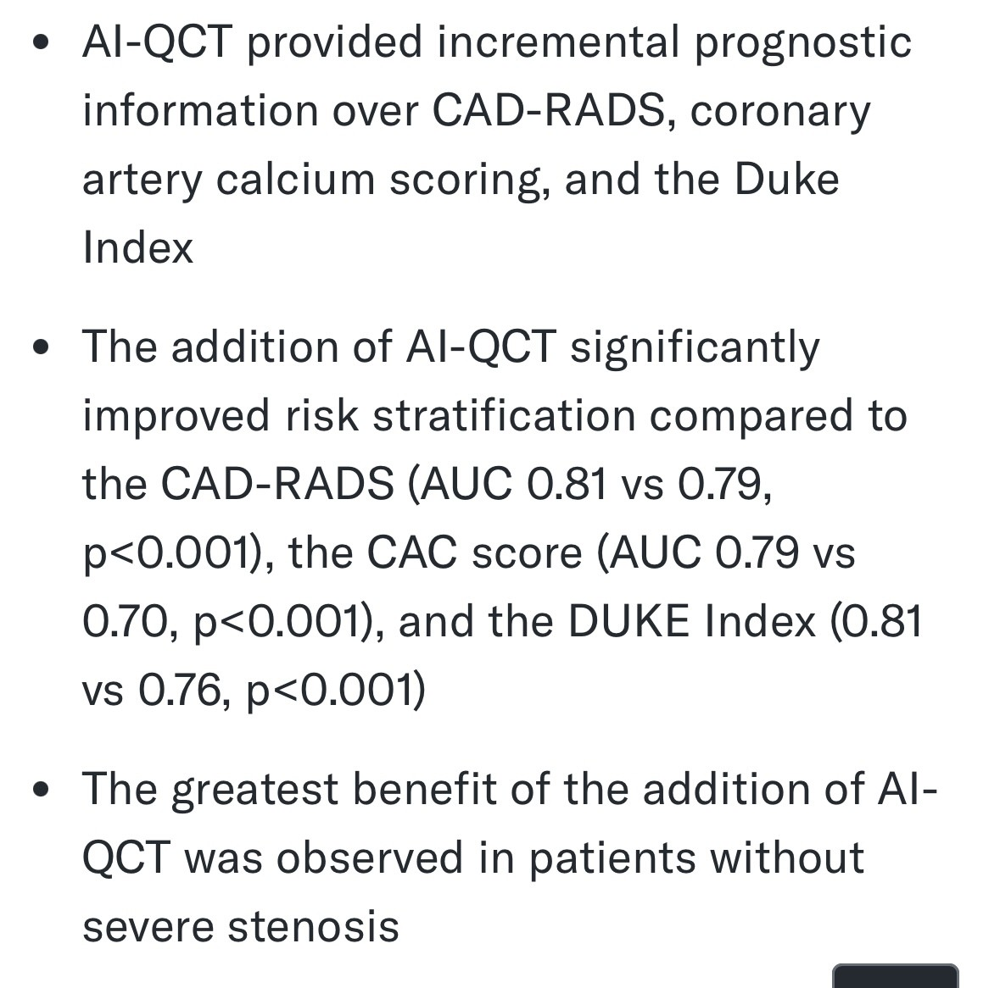 • AI-QCT provided incremental prognostic
information over CAD-RADS, coronary
artery calcium scoring, and the Duke
Index
• The addition of AI-QCT significantly
improved risk stratification compared to
the CAD-RADS (AUC 0.81 vs 0.79,
p<0.001), the CAC score (AUC 0.79 vs
0.70, p<0.001), and the DUKE Index (0.81
vs 0.76, p<0.001)
• The greatest benefit of the addition of AI-
QCT was observed in patients without
severe stenosis